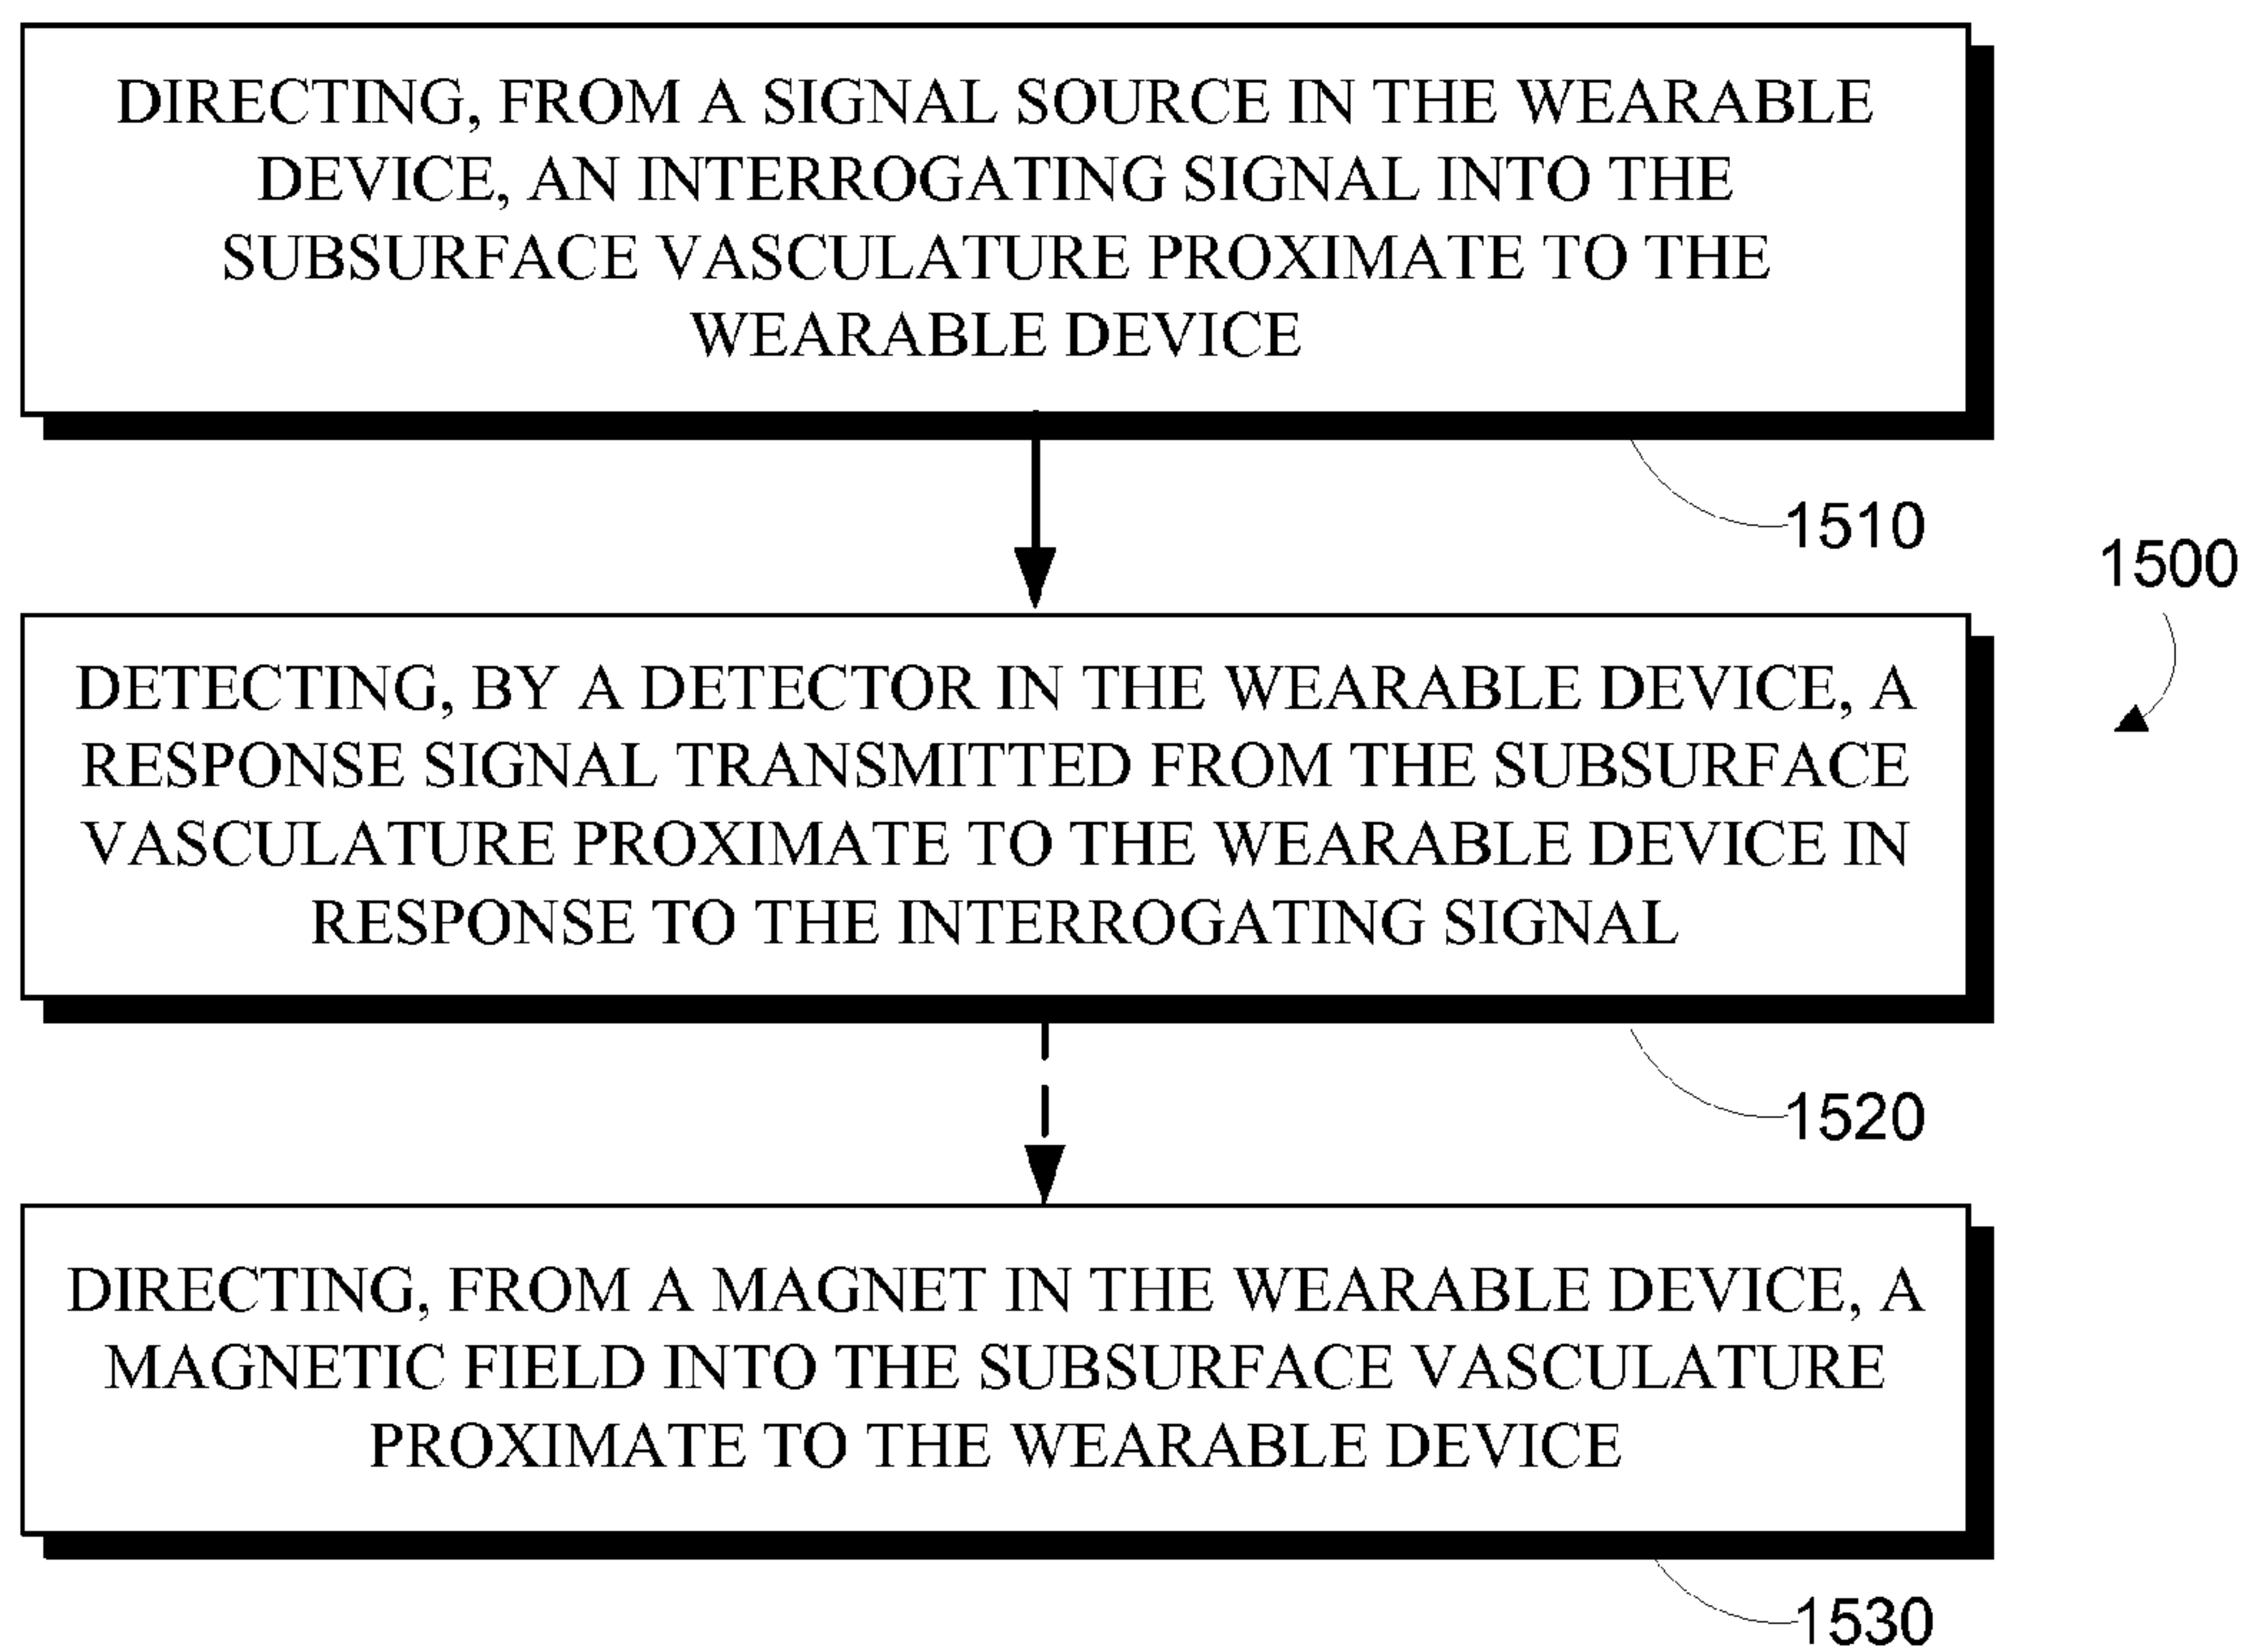 DIRECTING, FROM A SIGNAL SOURCE IN THE WEARABLE
DEVICE, AN INTERROGATING SIGNAL INTO THE
SUBSURFACE VASCULATURE PROXIMATE TO THE
WEARABLE DEVICE
1510
1500
DETECTING, BY A DETECTOR IN THE WEARABLE DEVICE, A
RESPONSE SIGNAL TRANSMITTED FROM THE SUBSURFACE
VASCULATURE PROXIMATE TO THE WEARABLE DEVICE IN
RESPONSE TO THE INTERROGATING SIGNAL
1520
DIRECTING, FROM A MAGNET IN THE WEARABLE DEVICE, A
MAGNETIC FIELD INTO THE SUBSURFACE VASCULATURE
PROXIMATE TO THE WEARABLE DEVICE
1530